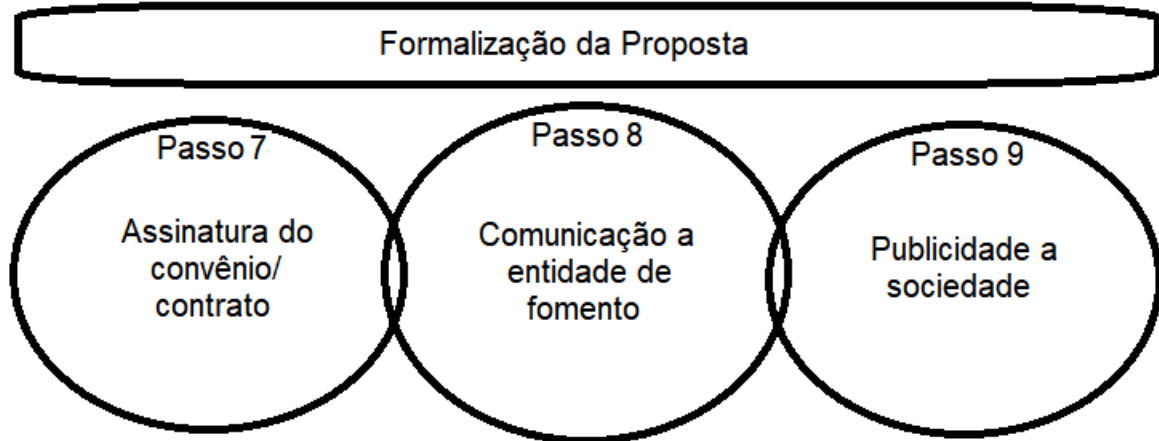 Formalização da Proposta
Passo 7
Assinatura do
convênio/
contrato
Passo 8
Comunicação a
entidade de
fomento
Passo 9
Publicidade a
sociedade